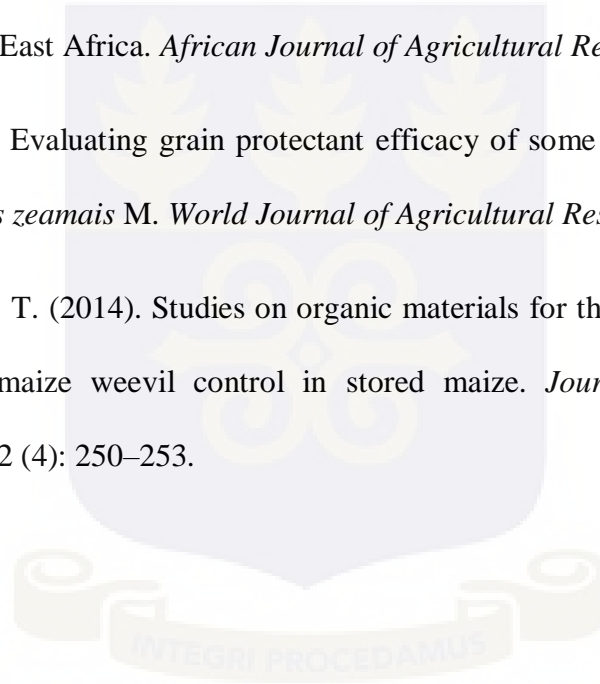 East Africa. African Journal of Agricultural Re
Evaluating grain protectant efficacy of some
s zeamais M. World Journal of Agricultural Res
T. (2014). Studies on organic materials for th
maize weevil control in stored maize. Jour
2 (4): 250–253.
INTEGRI PROCEDAMUS